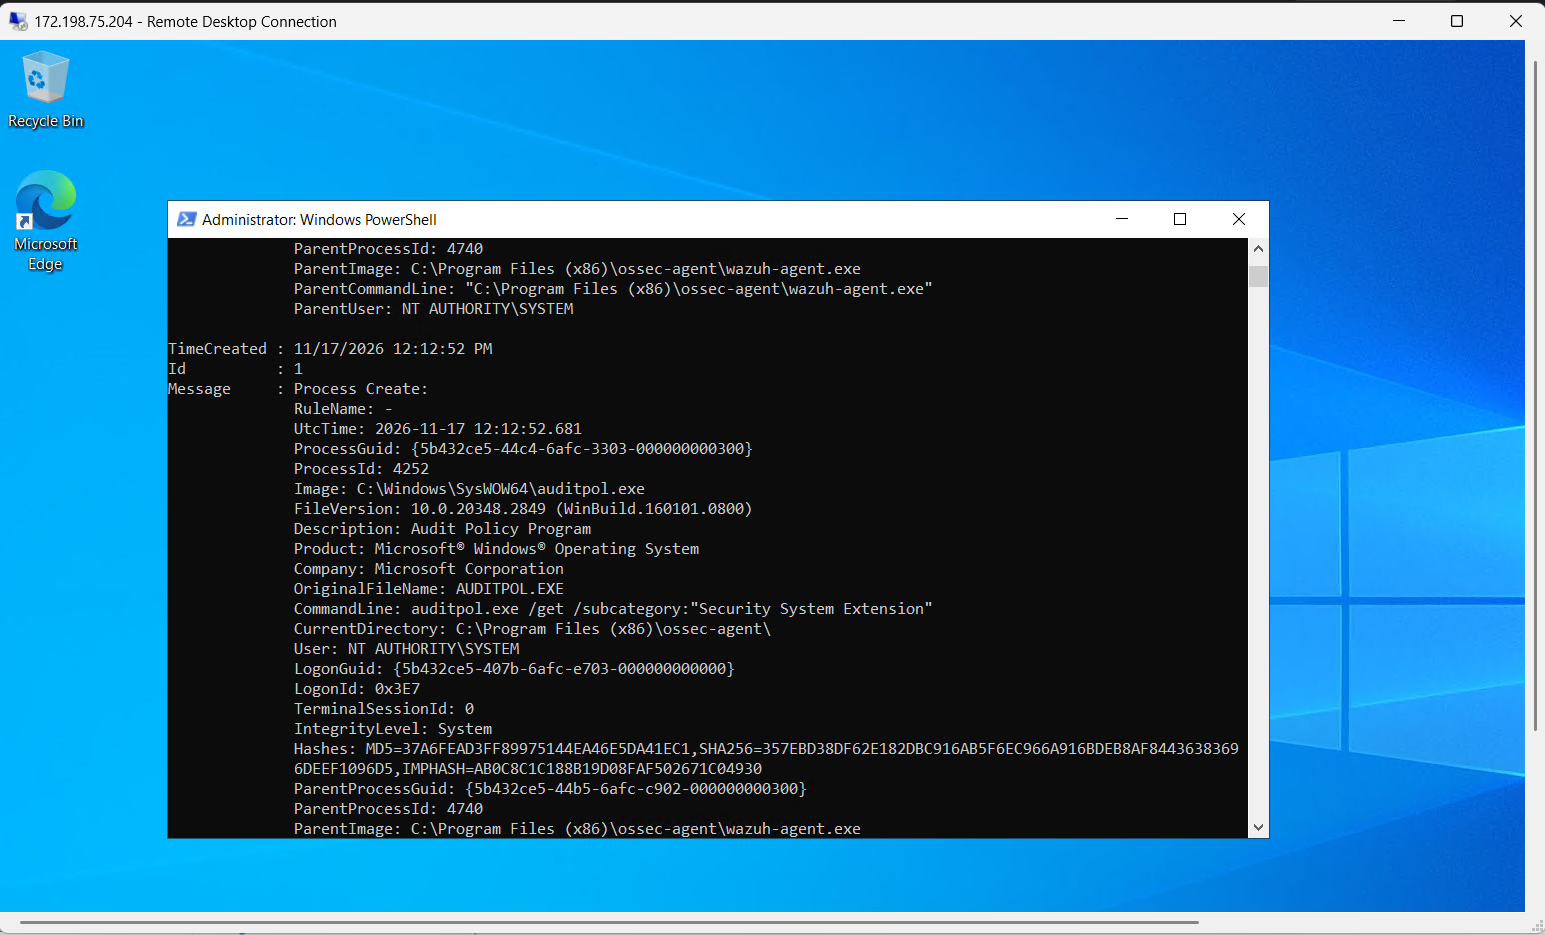 172.198.75.204 - Remote Desktop Connection
Recycle Bin
Microsoft
Edge
Administrator: Windows PowerShell
ParentProcessId: 4740
ParentImage: C:\Program Files (x86)\ossec-agent\wazuh-agent.exe
ParentCommandLine: "C:\Program Files (x86)\ossec-agent\wazuh-agent.exe"
ParentUser: NT AUTHORITY\SYSTEM
TimeCreated : 11/17/2026 12:12:52 PM
Id : 1
Message : Process Create:
RuleName: -
UtcTime: 2026-11-17 12:12:52.681
ProcessGuid: {5b432ce5-44c4-6afc-3303-000000000300}
ProcessId: 4252
Image: C:\Windows\SysWOW64\auditpol.exe
FileVersion: 10.0.20348.2849 (WinBuild.160101.0800)
Description: Audit Policy Program
Product: Microsoft® Windows® Operating System
Company: Microsoft Corporation
OriginalFileName: AUDITPOL.EXE
CommandLine: auditpol.exe /get /subcategory:"Security System Extension"
CurrentDirectory: C:\Program Files (x86)\ossec-agent\
User: NT AUTHORITY\SYSTEM
LogonGuid: {5b432ce5-407b-6afc-e703-000000000000}
LogonId: 0x3E7
TerminalSessionId: 0
IntegrityLevel: System
Hashes: MD5=37A6FEAD3FF89975144EA46E5DA41EC1,SHA256=357EBD38DF62E182DBC916AB5F6EC966A916BDEB8AF8443638369
6DEEF1096D5,IMPHASH=AB0C8C1C188B19D08FAF502671C04930
ParentProcessGuid: {5b432ce5-44b5-6afc-c902-000000000300}
ParentProcessId: 4740
ParentImage: C:\Program Files (x86)\ossec-agent\wazuh-agent.exe